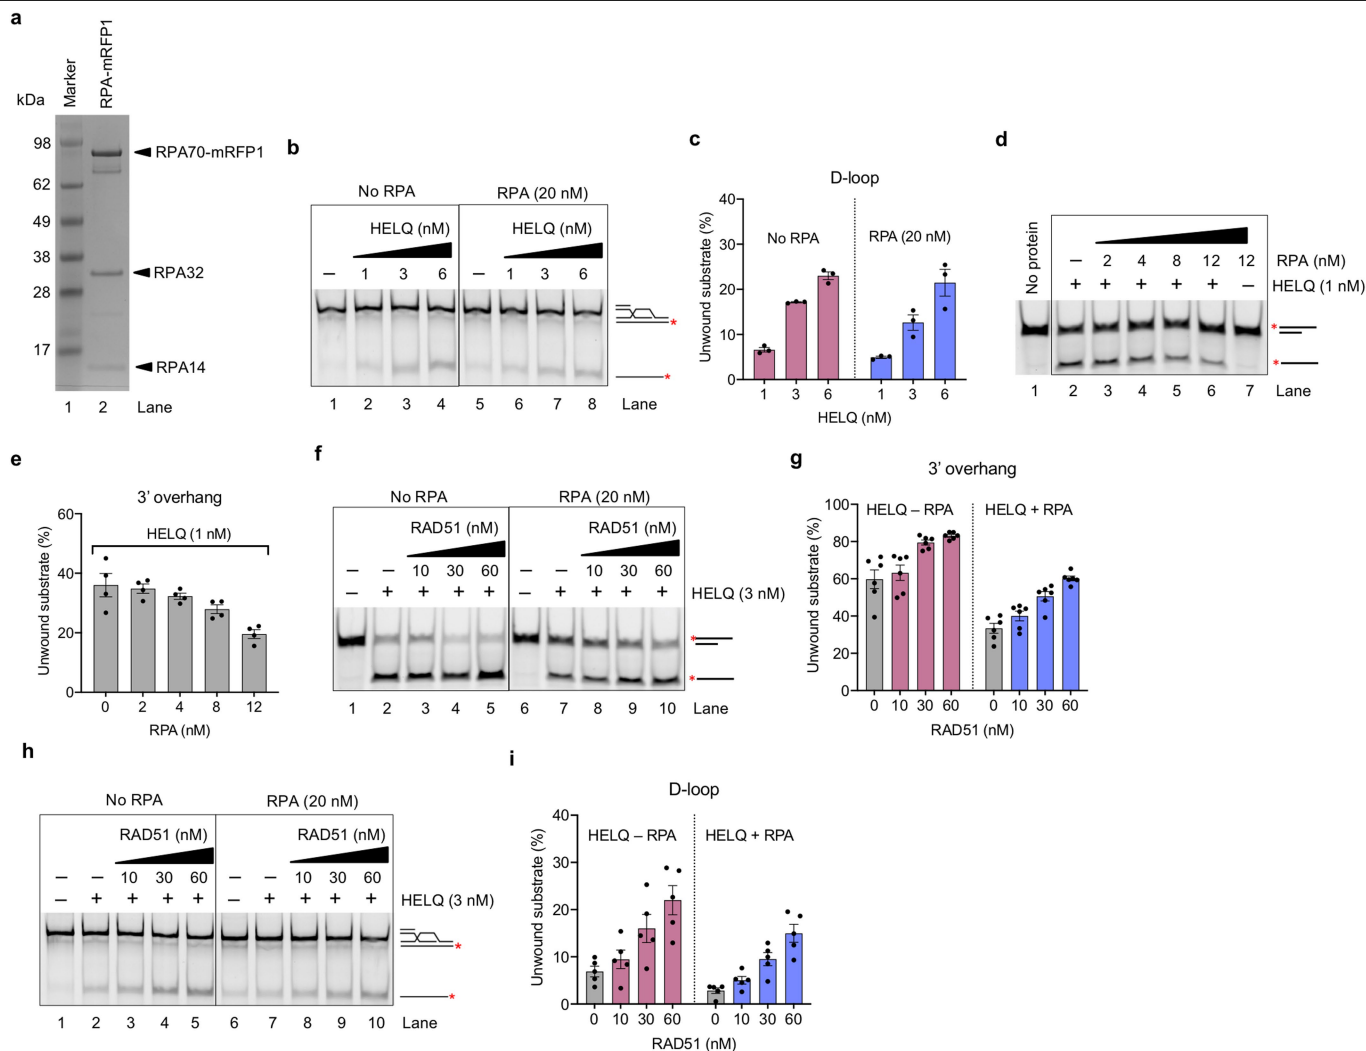 a
kDa
Marker
RPA-mRFP1
98
62
49
38
28
17
RPA70-mRFP1
RPA32
RPA14
1 2 Lane
b
No RPA RPA (20 nM)
HELQ (nM) HELQ (nM)
– 1 3 6 – 1 3 6
*
*
1 2 3 4 5 6 7 8 Lane
c
D-loop
Unwound substrate (%)
40
30
20
10
0
No RPA RPA (20 nM)
1 3 6 1 3 6
HELQ (nM)
d
No protein
– 2 4 8 12 12 RPA (nM)
+ + + + + – HELQ (1 nM)
*
*
1 2 3 4 5 6 7 Lane
e
3’ overhang
HELQ (1 nM)
Unwound substrate (%)
60
40
20
0
0 2 4 8 12
RPA (nM)
f
No RPA RPA (20 nM)
RAD51 (nM) RAD51 (nM)
– – 10 30 60 – – 10 30 60
– + + + + – + + + + HELQ (3 nM)
*
*
1 2 3 4 5 6 7 8 9 10 Lane
g
3’ overhang
HELQ – RPA HELQ + RPA
Unwound substrate (%)
100
80
60
40
20
0
0 10 30 60 0 10 30 60
RAD51 (nM)
h
No RPA RPA (20 nM)
RAD51 (nM) RAD51 (nM)
– – 10 30 60 – – 10 30 60
– + + + + – + + + + HELQ (3 nM)
*
*
1 2 3 4 5 6 7 8 9 10 Lane
i
D-loop
HELQ – RPA HELQ + RPA
Unwound substrate (%)
40
30
20
10
0
0 10 30 60 0 10 30 60
RAD51 (nM)